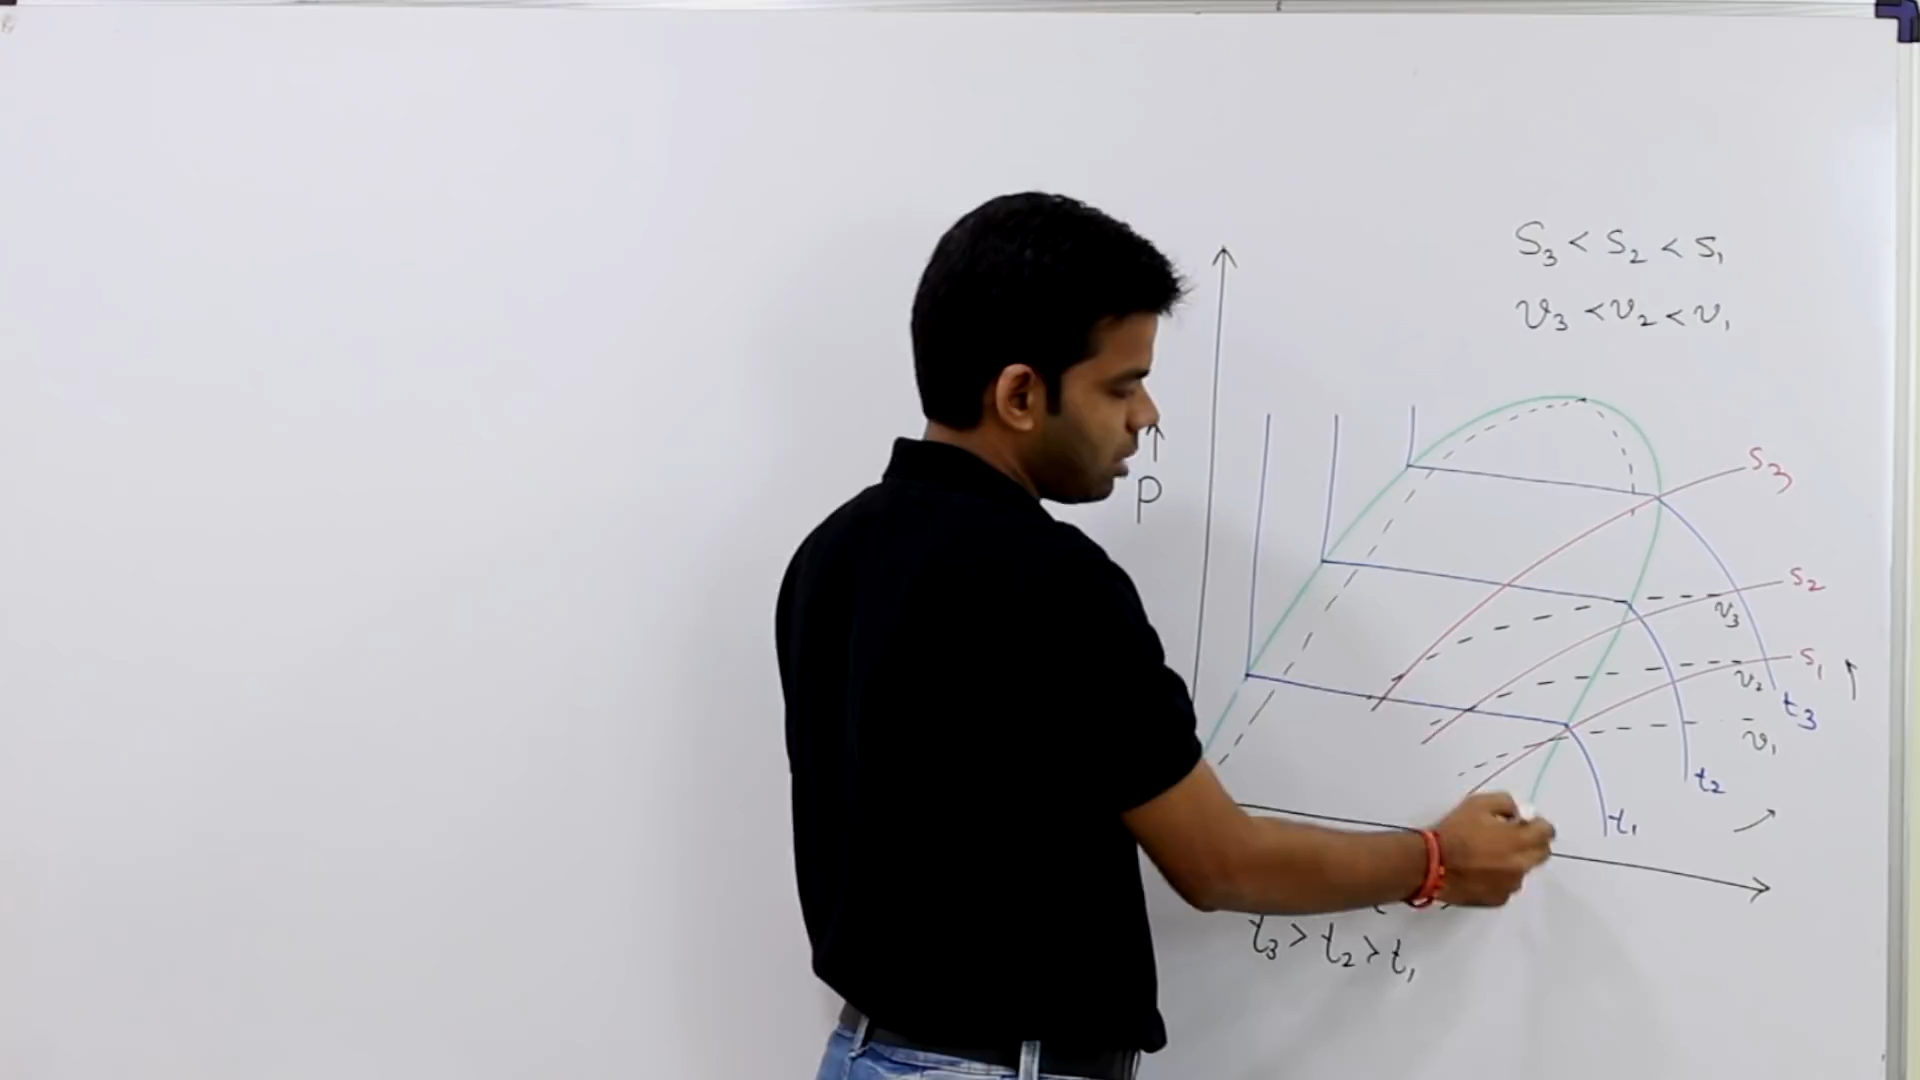 S₃ < S₂ < S₁
v₃ < v₂ < v₁
P
S₃
S₂
v₃
S₁
v₂
t₃
v₁
t₂
t₁
t₃ > t₂ > t₁